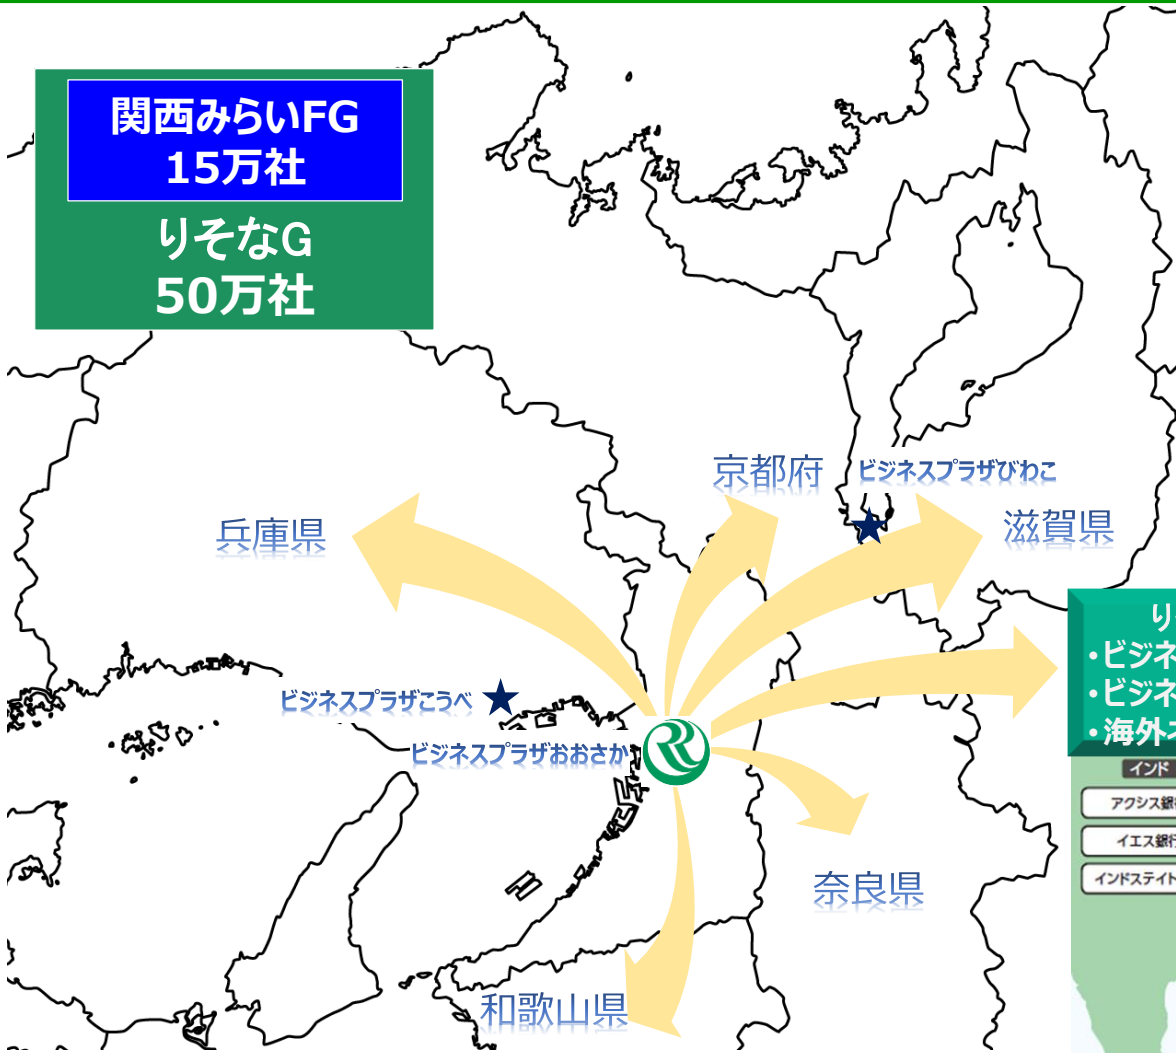 関西みらいFG
15万社
りそなG
50万社
京都府
ビジネスプラザびわこ
兵庫県
滋賀県
ビジネスプラザこうべ
ビジネスプラザおおさか
奈良県
和歌山県
り
・ビジネ
・ビジネ
・海外
インド
アクシス銀
イエス銀行
インドステイト